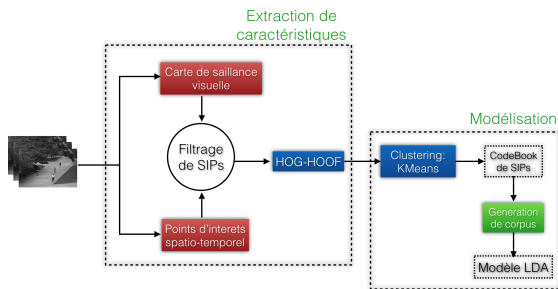 Extraction de
caractéristiques
Carte de saillance
visuelle
Filtrage
de SIPs
HOG-HOOF
Points d'interets
spatio-temporel
Modélisation
Clustering:
KMeans
CodeBook
de SIPs
Generation
de corpus
Modèle LDA